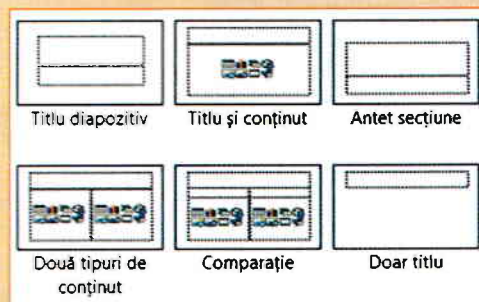 Titlu diapozitiv
Titlu și conținut
Antet secțiune
Două tipuri de
conținut
Comparație
Doar titlu